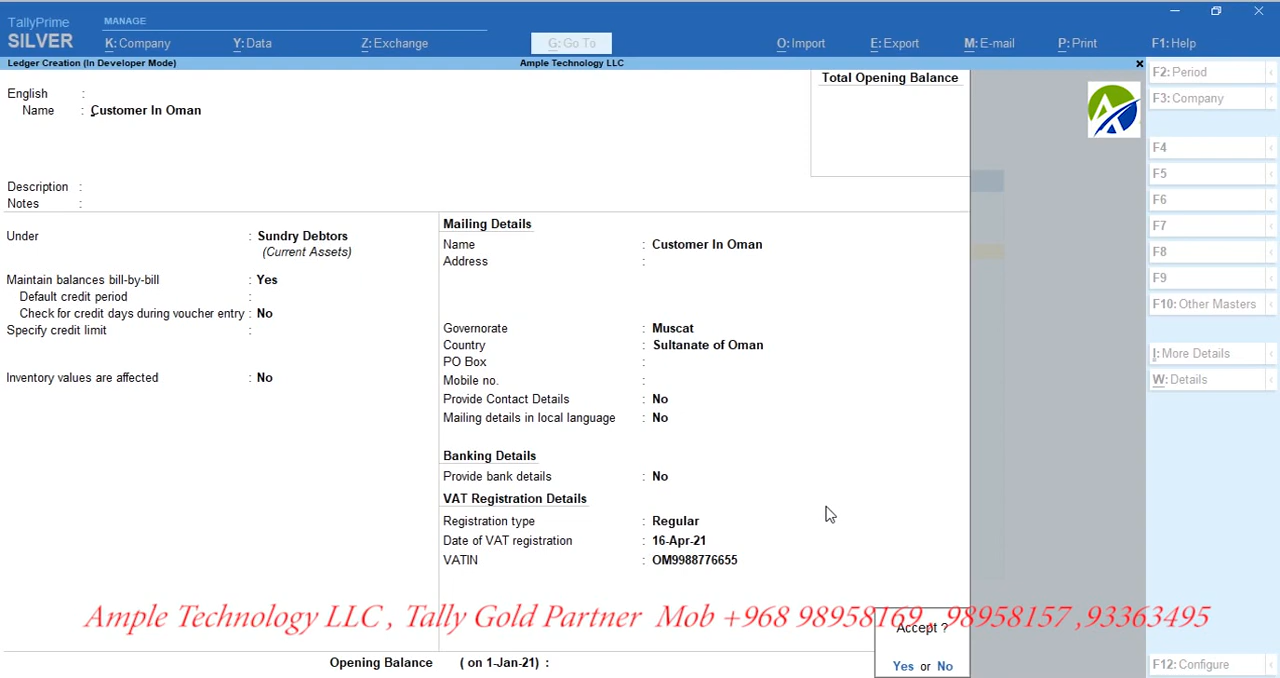 TallyPrime
SILVER
MANAGE
K: Company
Y: Data
Z: Exchange
G: Go To
O: Import
E: Export
M: E-mail
P: Print
F1: Help
Ledger Creation (In Developer Mode)
Ample Technology LLC
English :
Name : Customer In Oman
Total Opening Balance
Description :
Notes :
Under : Sundry Debtors
(Current Assets)
Maintain balances bill-by-bill : Yes
Default credit period :
Check for credit days during voucher entry : No
Specify credit limit :
Inventory values are affected : No
Mailing Details
Name : Customer In Oman
Address :
Governorate : Muscat
Country : Sultanate of Oman
PO Box :
Mobile no. :
Provide Contact Details : No
Mailing details in local language : No
Banking Details
Provide bank details : No
VAT Registration Details
Registration type : Regular
Date of VAT registration : 16-Apr-21
VATIN : OM9988776655
Ample Technology LLC , Tally Gold Partner Mob +968 98958169 , 98958157 ,93363495
Accept ?
Yes or No
Opening Balance ( on 1-Jan-21) :
F2: Period
F3: Company
F4
F5
F6
F7
F8
F9
F10: Other Masters
I: More Details
W: Details
F12: Configure